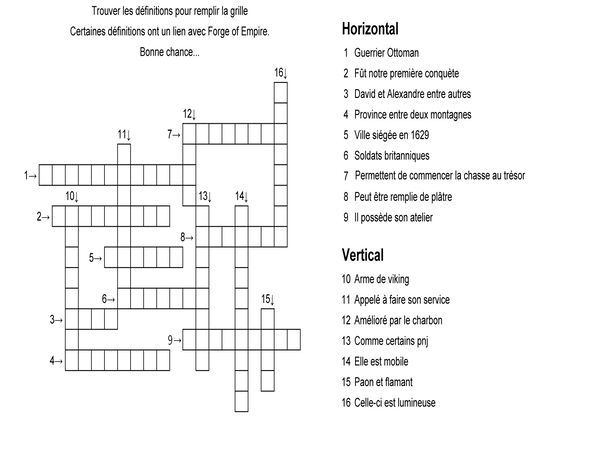 Trouver les définitions pour remplir la grille
Certaines définitions ont un lien avec Forge of Empire.
Bonne chance...
16↓
12↓
11↓
7→
1→
10↓
13↓
14↓
2→
8→
5→
6→
15↓
3→
9→
4→
Horizontal
1 Guerrier Ottoman
2 Fût notre première conquète
3 David et Alexandre entre autres
4 Province entre deux montagnes
5 Ville siégée en 1629
6 Soldats britanniques
7 Permettent de commencer la chasse au trésor
8 Peut être remplie de plâtre
9 Il possède son atelier
Vertical
10 Arme de viking
11 Appelé à faire son service
12 Amélioré par le charbon
13 Comme certains pnj
14 Elle est mobile
15 Paon et flamant
16 Celle-ci est lumineuse